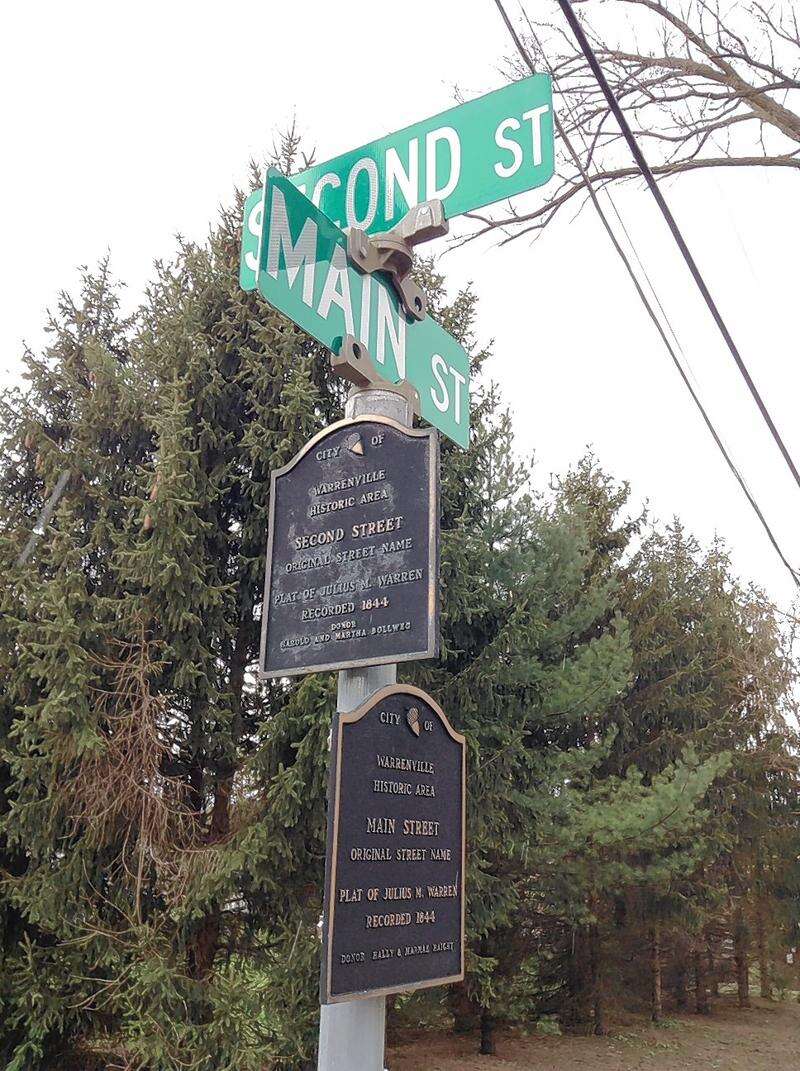 SECOND ST
MAIN ST
CITY OF
WARRENVILLE
HISTORIC AREA
SECOND STREET
ORIGINAL STREET NAME
PLAT OF JULIUS M. WARREN
RECORDED 1844
DONOR
HAROLD AND MARTHA BOLLWEG
CITY OF
WARRENVILLE
HISTORIC AREA
MAIN STREET
ORIGINAL STREET NAME
PLAT OF JULIUS M. WARREN
RECORDED 1844
DONOR &